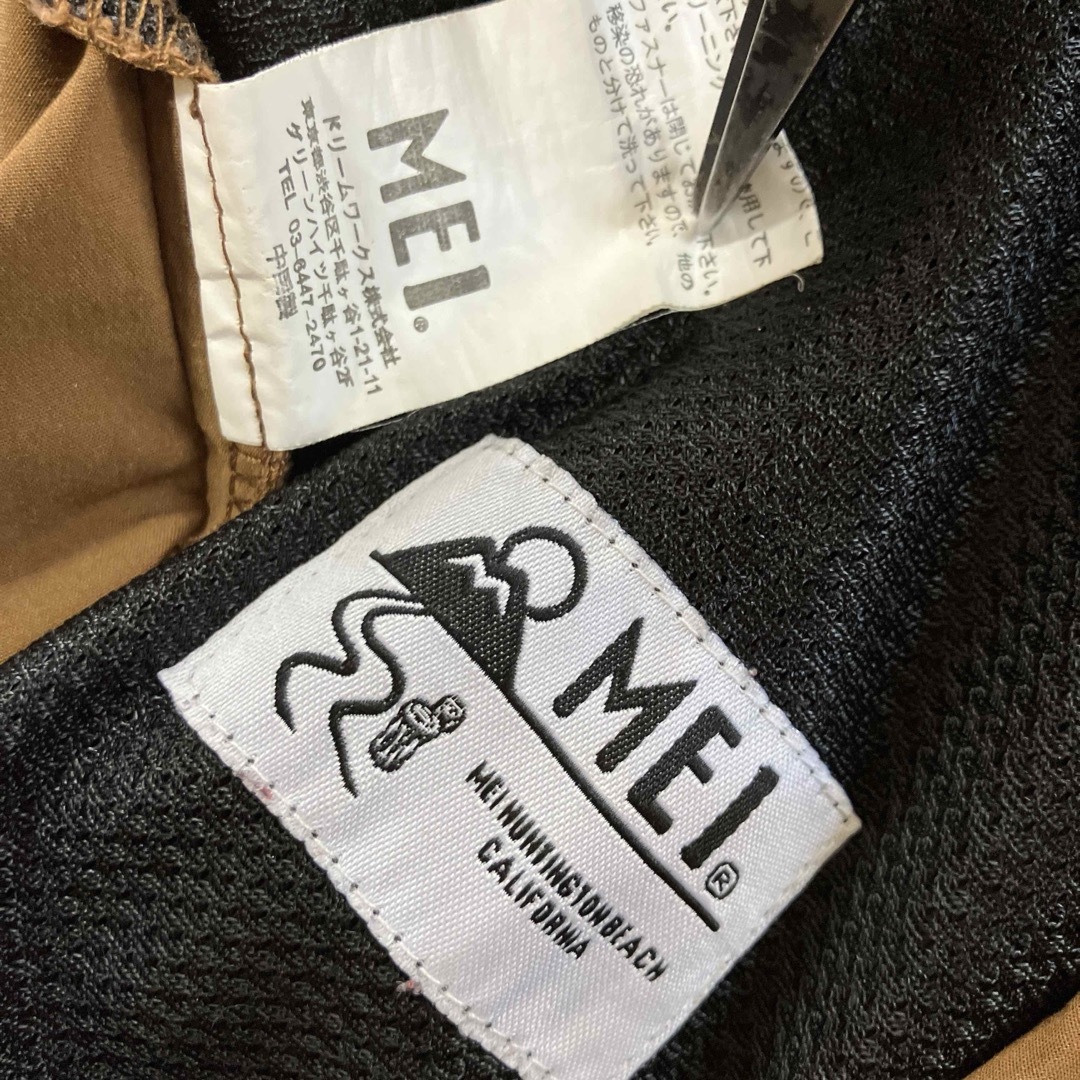 MEI®
ドリームワークス株式会社
東京都渋谷区千駄ヶ谷1-21-11
グリーンハイツ千駄ヶ谷2F
TEL 03-6447-2470
中国製
さい。
ファスナーは閉じてお
移染の恐れがありますので、他の
ものと分けて洗って下さい
MEI®
MEI HUNTINGTON BEACH
CALIFORNIA